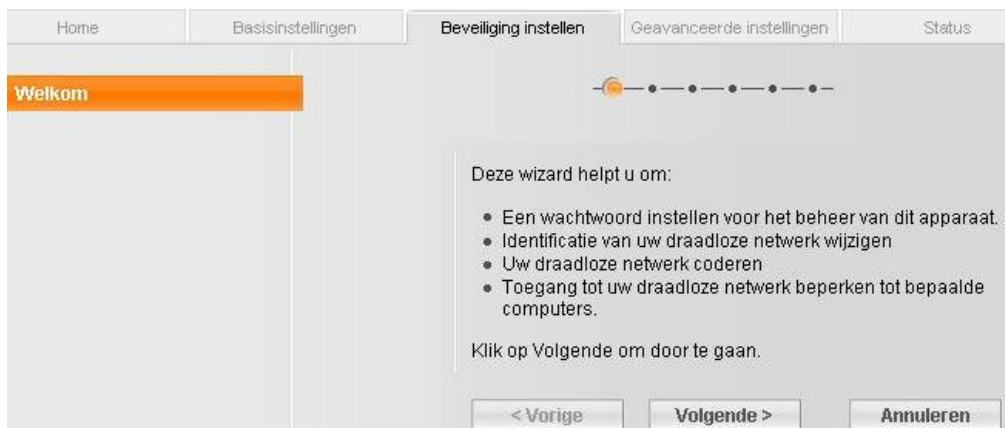 Home Basisinstellingen Beveiliging instellen Geavanceerde instellingen Status
Welkom
Deze wizard helpt u om:
Een wachtwoord instellen voor het beheer van dit apparaat.
Identificatie van uw draadloze netwerk wijzigen
Uw draadloze netwerk coderen
Toegang tot uw draadloze netwerk beperken tot bepaalde
computers.
Klik op Volgende om door te gaan.
< Vorige Volgende > Annuleren